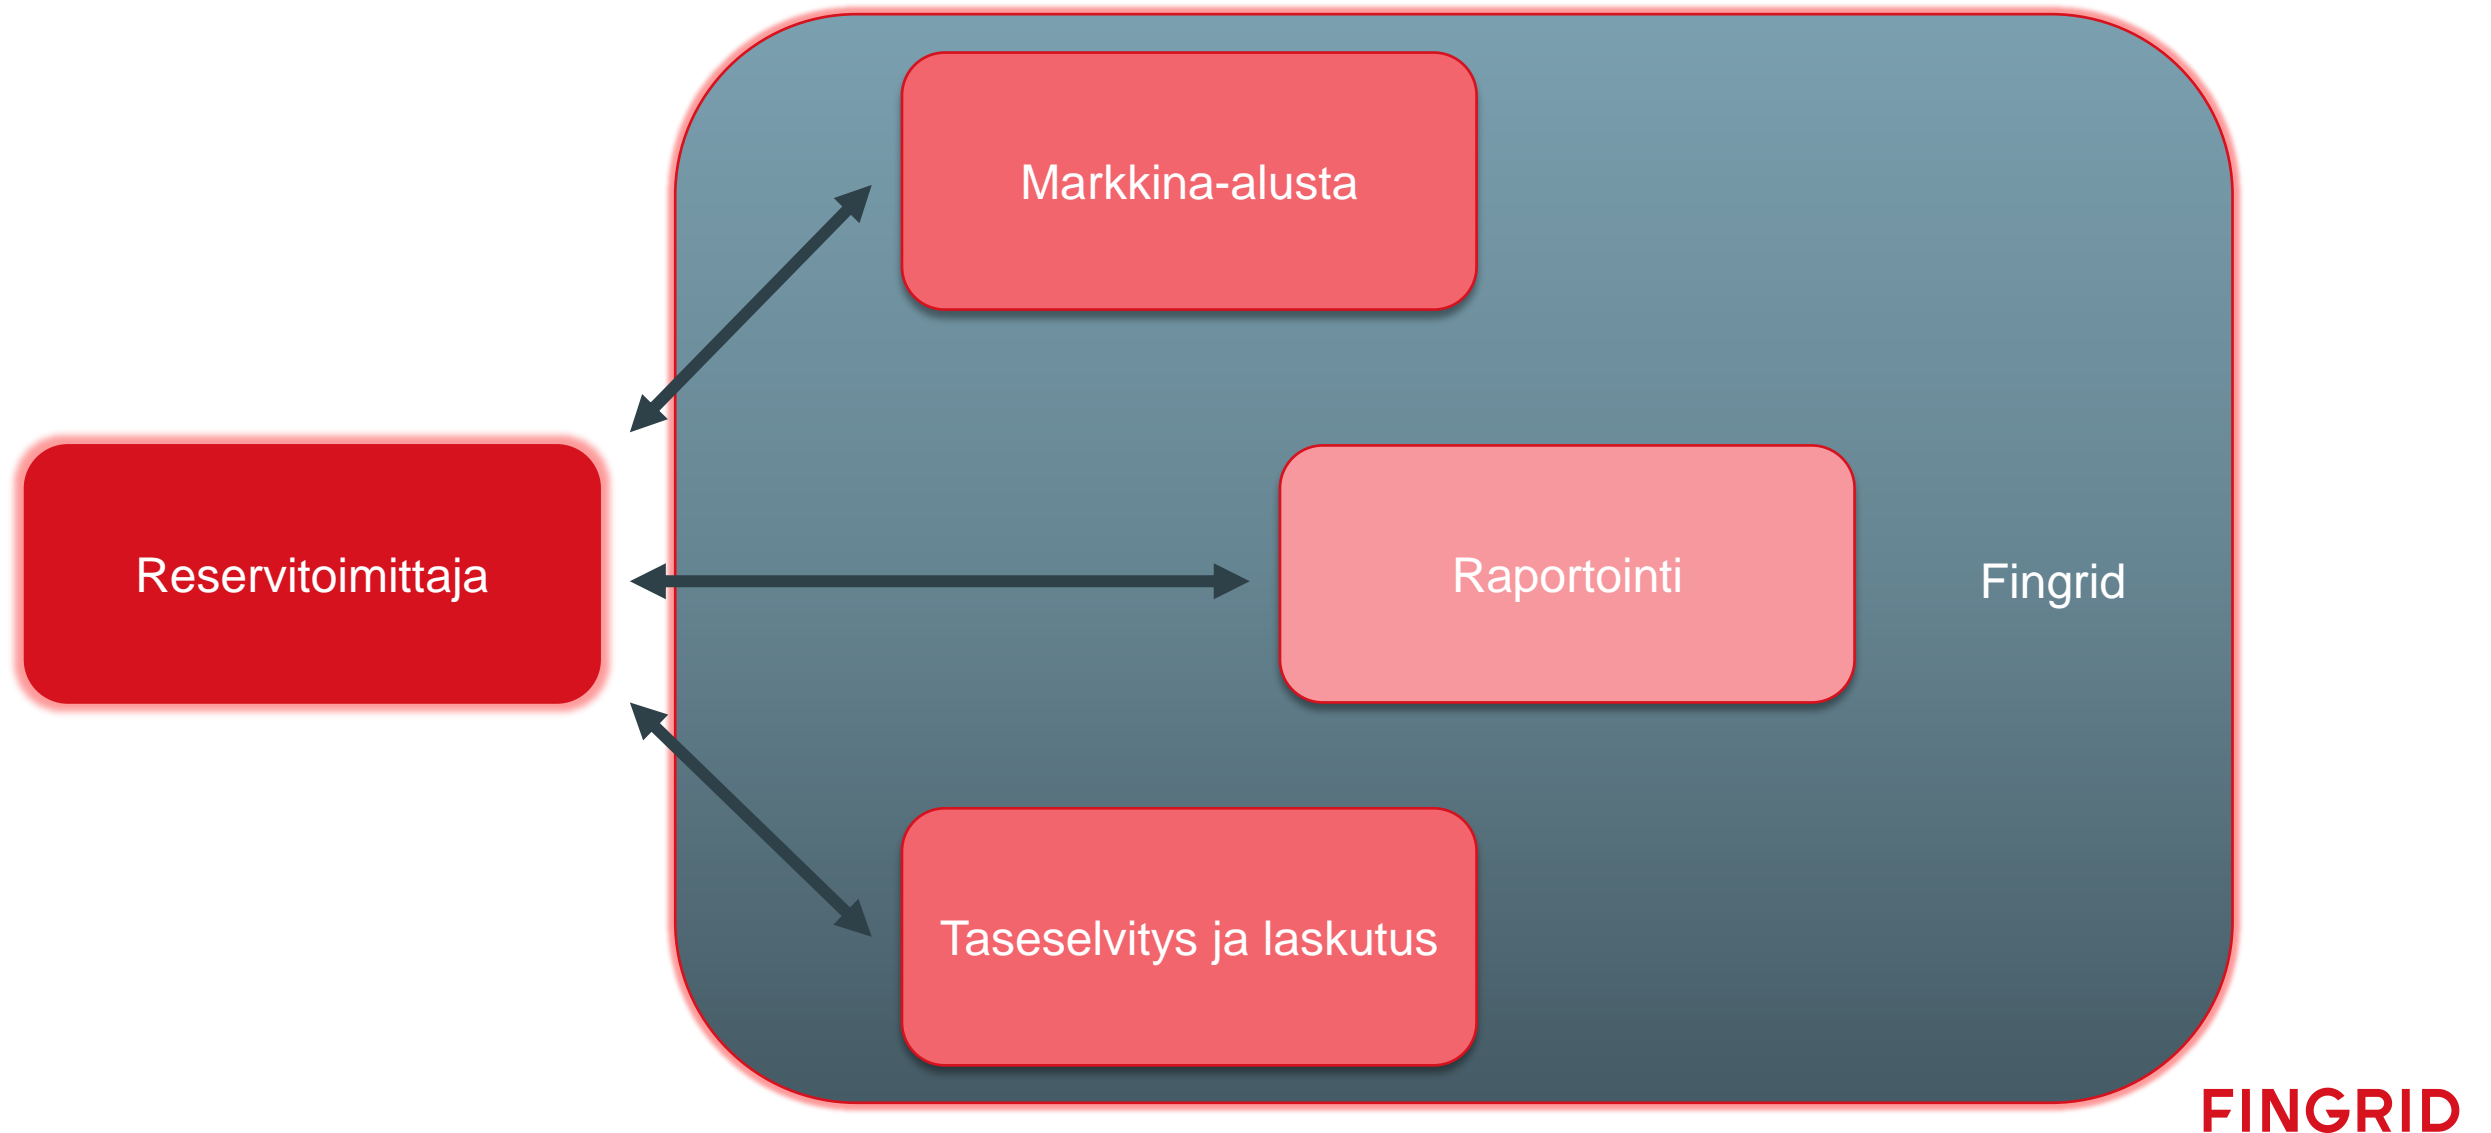 Markkina-alusta
Reservitoimittaja
Raportointi
Fingrid
Taseselvitys ja laskutus
FINGRID